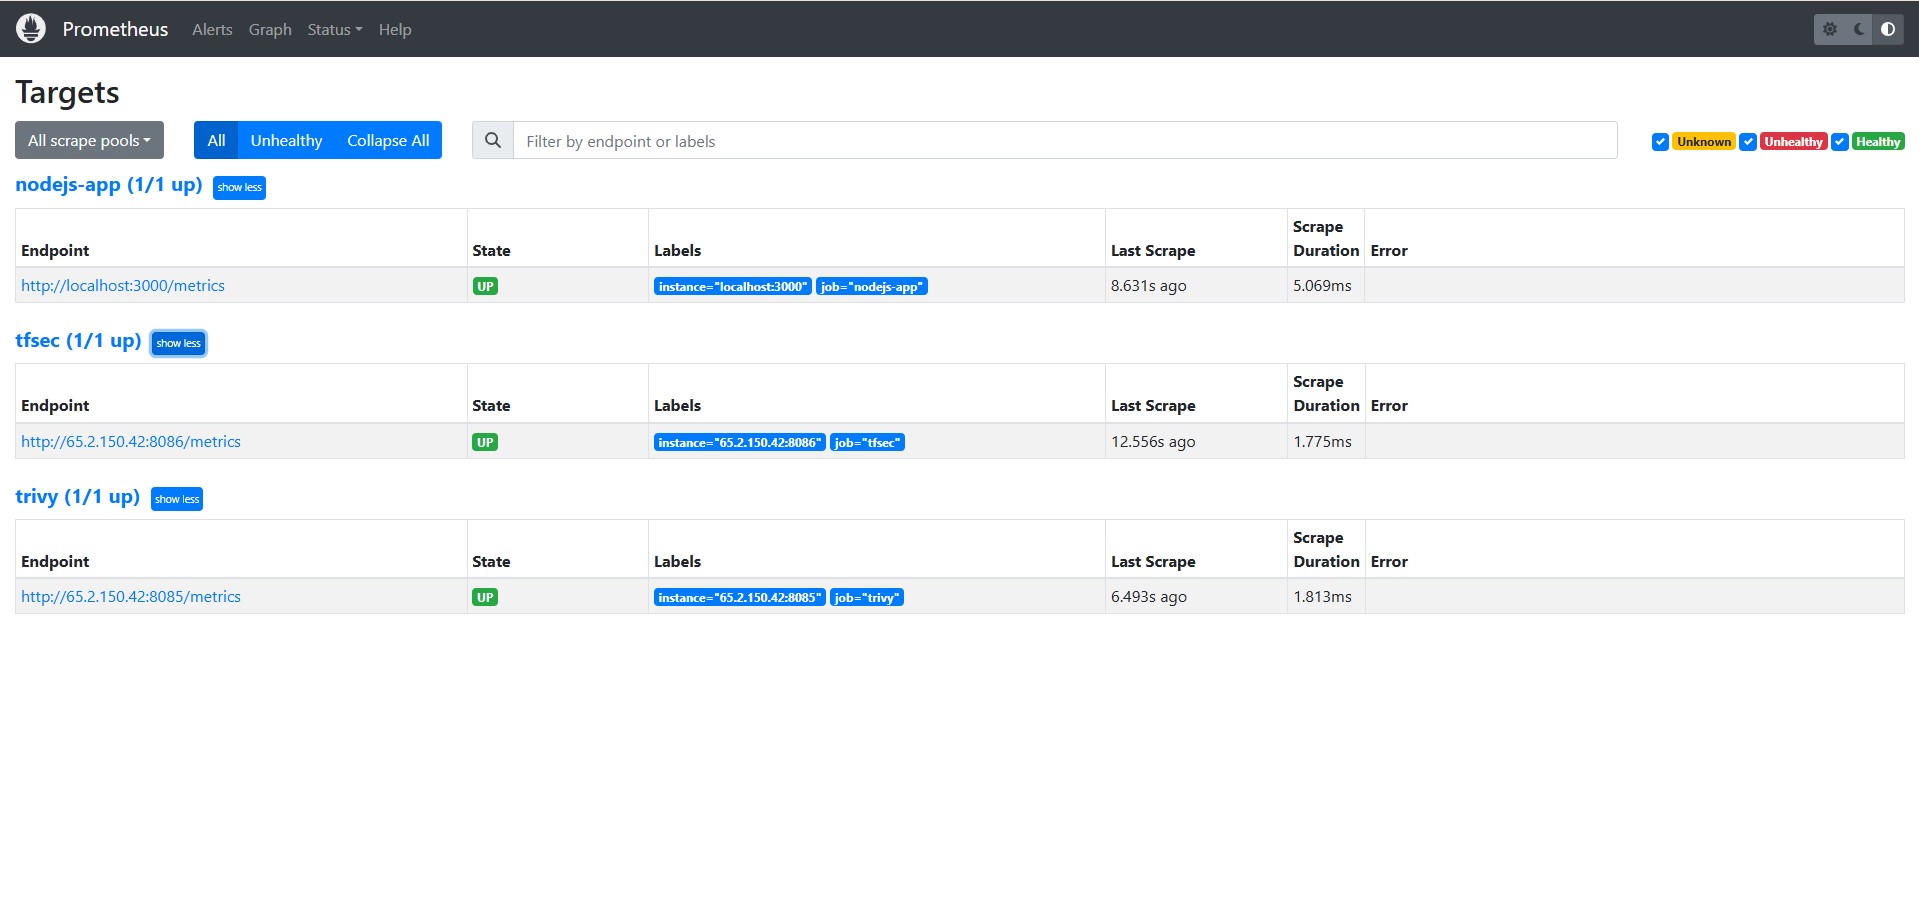 Prometheus Alerts Graph Status Help
Targets
All scrape pools All Unhealthy Collapse All Filter by endpoint or labels Unknown Unhealthy Healthy
nodejs-app (1/1 up) show less
Endpoint State Labels Last Scrape Scrape Duration Error
http://localhost:3000/metrics UP instance="localhost:3000" job="nodejs-app" 8.631s ago 5.069ms
tfsec (1/1 up) show less
Endpoint State Labels Last Scrape Scrape Duration Error
http://65.2.150.42:8086/metrics UP instance="65.2.150.42:8086" job="tfsec" 12.556s ago 1.775ms
trivy (1/1 up) show less
Endpoint State Labels Last Scrape Scrape Duration Error
http://65.2.150.42:8085/metrics UP instance="65.2.150.42:8085" job="trivy" 6.493s ago 1.813ms